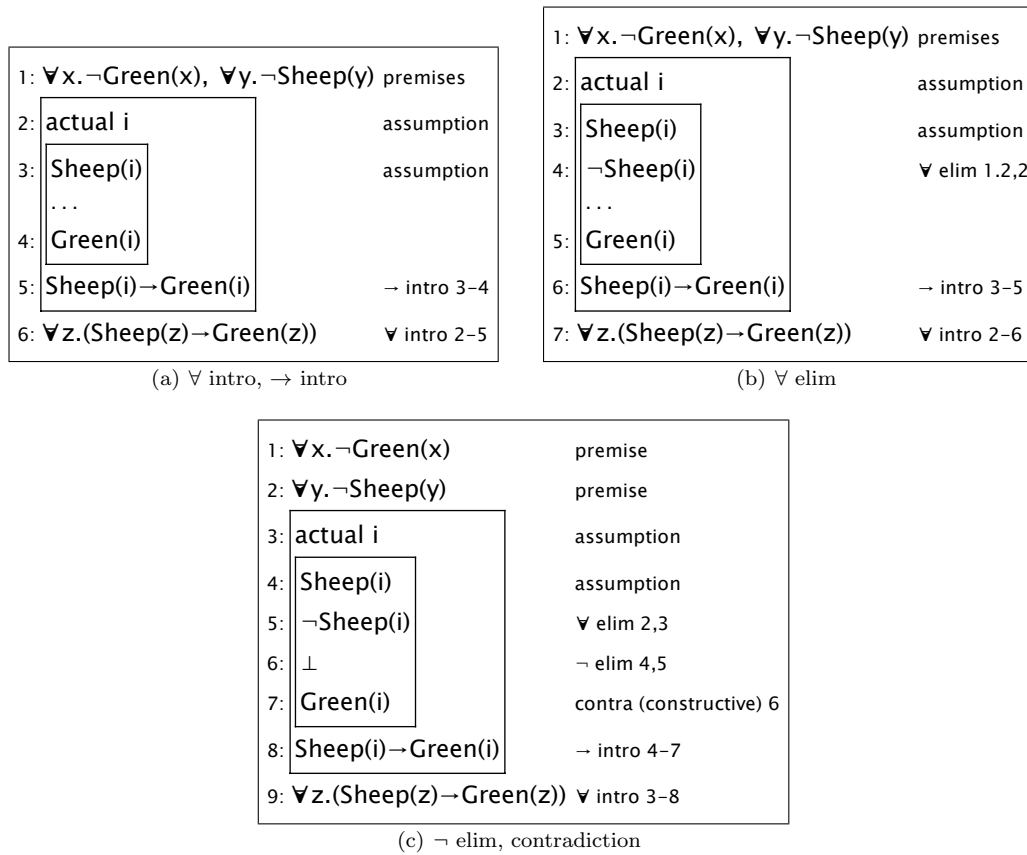 1: ∀x.¬Green(x), ∀y.¬Sheep(y) premises
2: actual i assumption
3: Sheep(i) assumption
...
4: Green(i)
5: Sheep(i)→Green(i) → intro 3-4
6: ∀z.(Sheep(z)→Green(z)) ∀ intro 2-5
(a) ∀ intro, → intro
1: ∀x.¬Green(x), ∀y.¬Sheep(y) premises
2: actual i assumption
3: Sheep(i) assumption
4: ¬Sheep(i) ∀ elim 1.2,2
...
5: Green(i)
6: Sheep(i)→Green(i) → intro 3-5
7: ∀z.(Sheep(z)→Green(z)) ∀ intro 2-6
(b) ∀ elim
1: ∀x.¬Green(x) premise
2: ∀y.¬Sheep(y) premise
3: actual i assumption
4: Sheep(i) assumption
5: ¬Sheep(i) ∀ elim 2,3
6: ⊥ ¬ elim 4,5
7: Green(i) contra (constructive) 6
8: Sheep(i)→Green(i) → intro 4-7
9: ∀z.(Sheep(z)→Green(z)) ∀ intro 3-8
(c) ¬ elim, contradiction